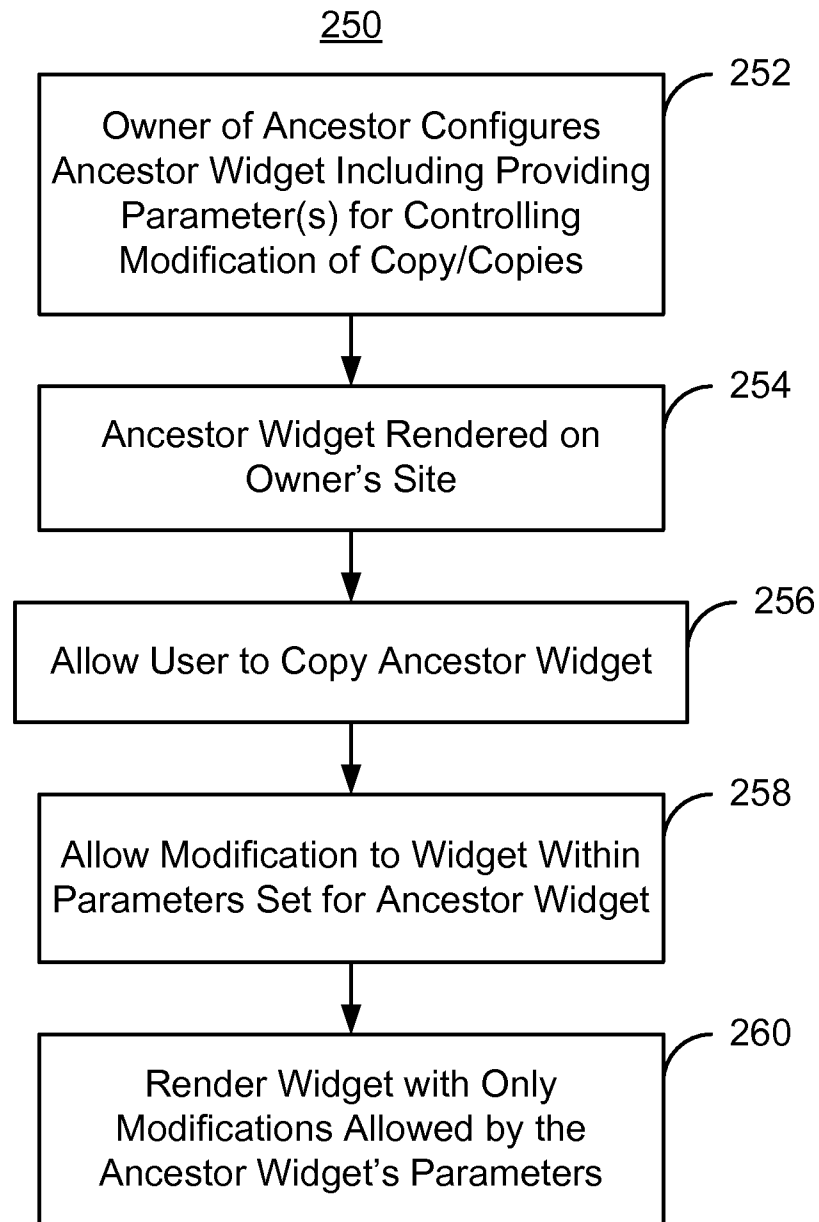 250
252
Owner of Ancestor Configures
Ancestor Widget Including Providing
Parameter(s) for Controlling
Modification of Copy/Copies
254
Ancestor Widget Rendered on
Owner’s Site
256
Allow User to Copy Ancestor Widget
258
Allow Modification to Widget Within
Parameters Set for Ancestor Widget
260
Render Widget with Only
Modifications Allowed by the
Ancestor Widget’s Parameters